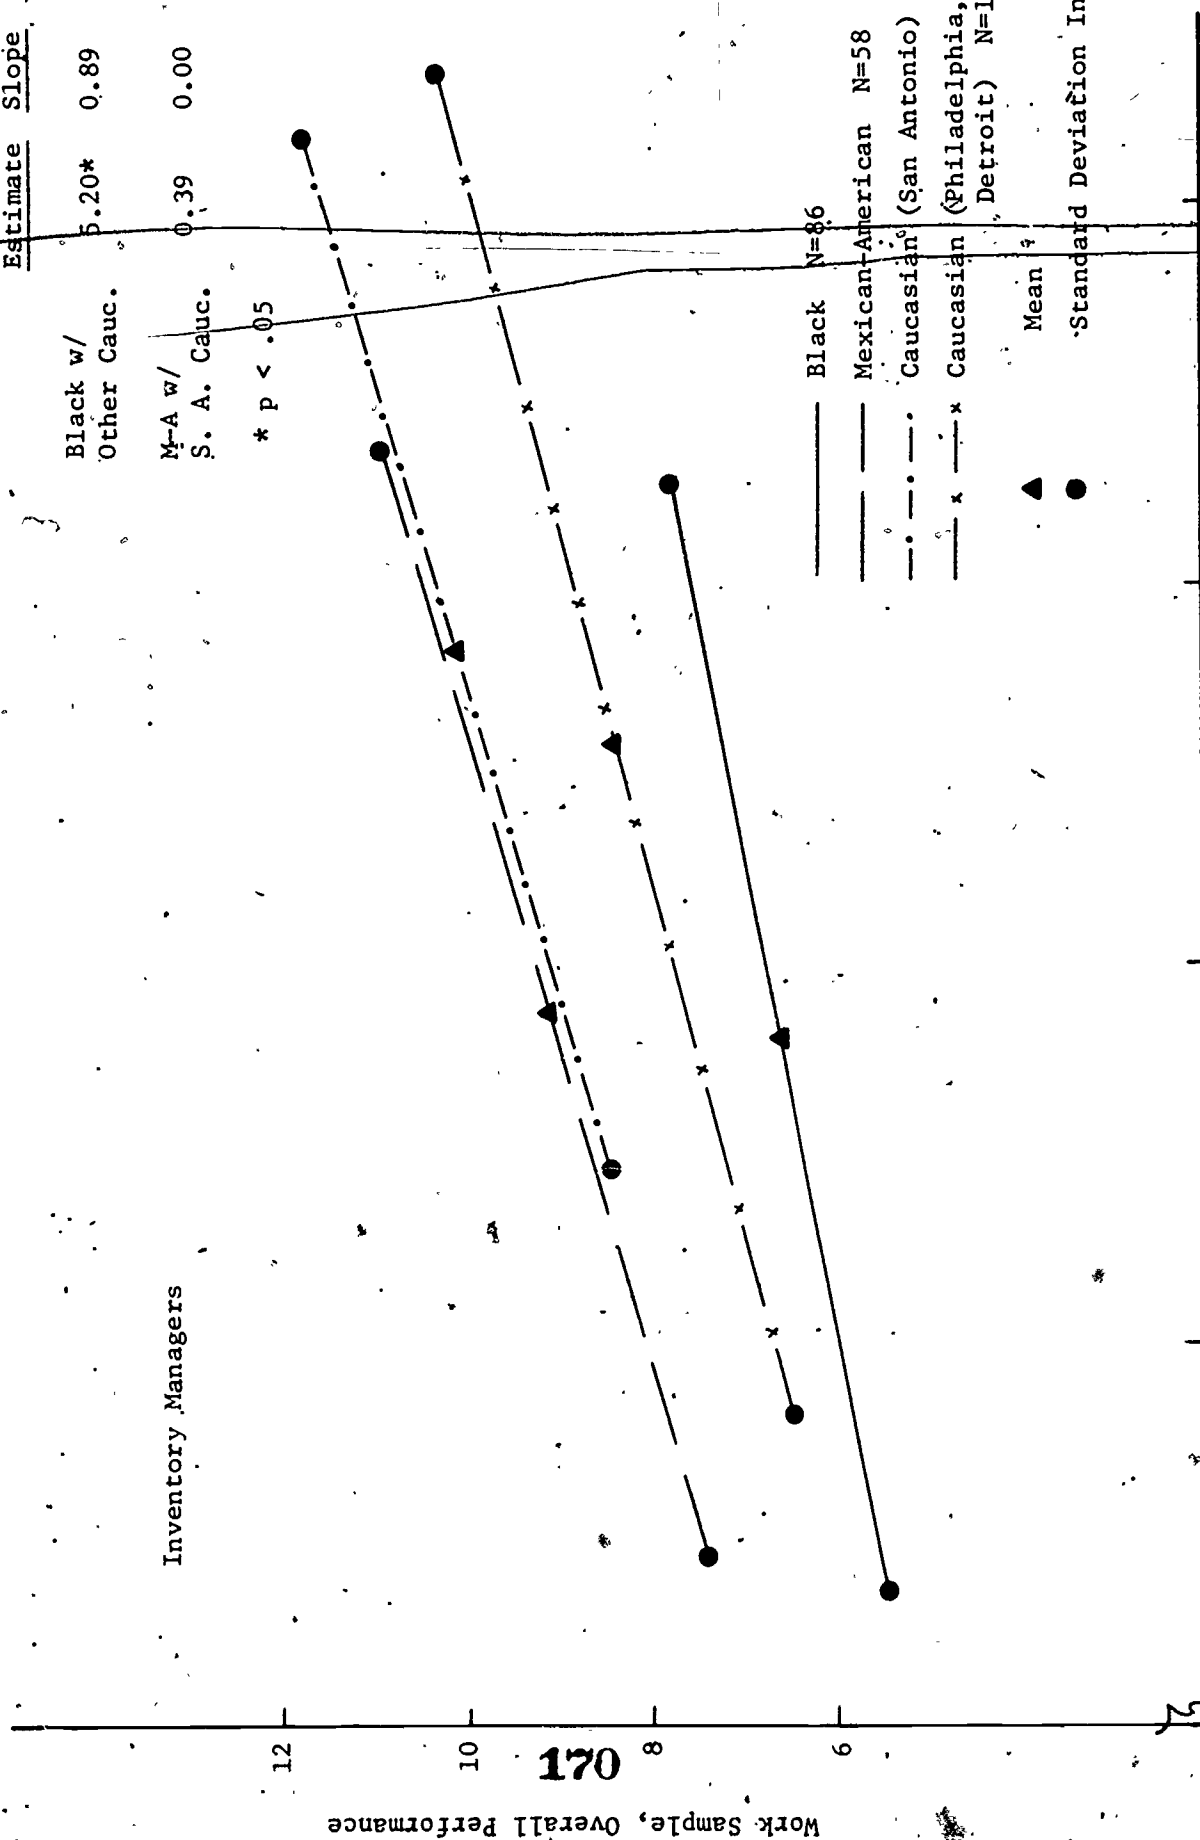 Estimate Slope
Black w/
Other Cauc. 5.20* 0.89
M-A w/
S. A. Cauc. 0.39 0.00
* p < .05
Inventory Managers
12
10
8
6
170
Work Sample, Overall Performance
Black N=86
Mexican-American N=58
Caucasian (San Antonio)
Caucasian (Philadelphia,
Detroit) N=1
Mean
Standard Deviation In